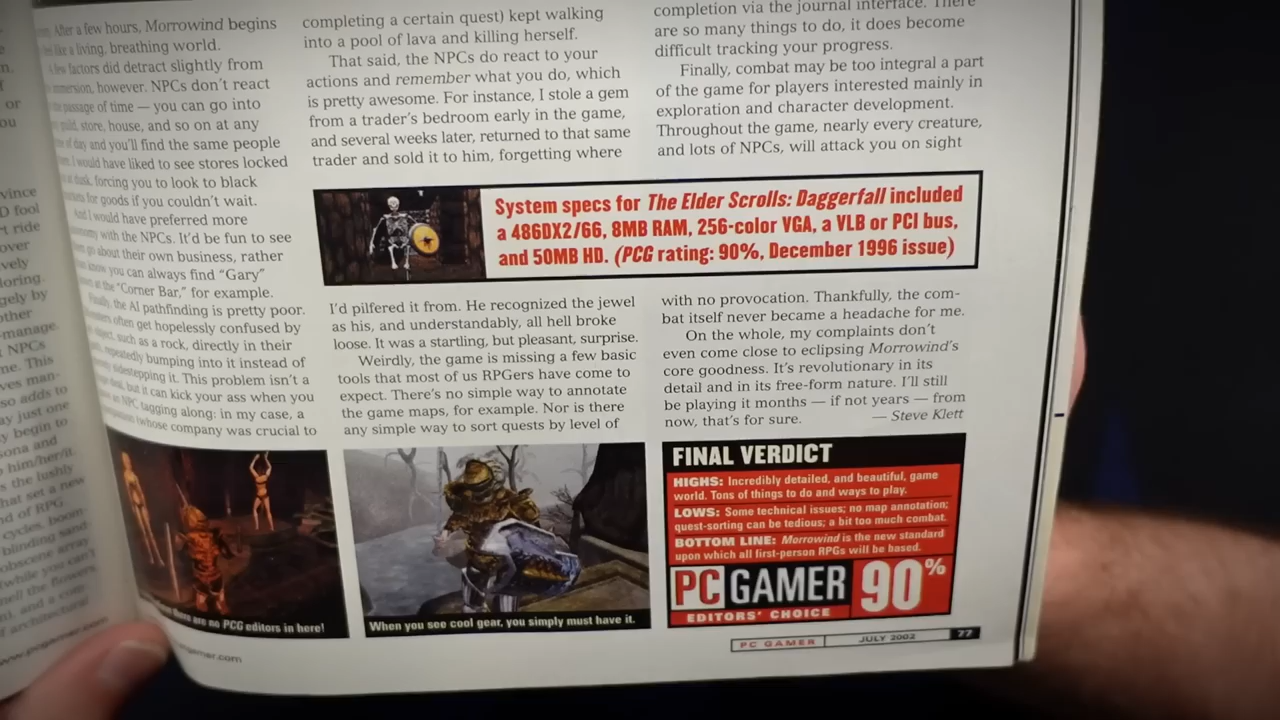 After a few hours, Morrowind begins
like a living, breathing world.
few factors did detract slightly from
immersion, however. NPCs don't react
passage of time — you can go into
guild, store, house, and so on at any
of day and you'll find the same people
I would have liked to see stores locked
at dusk, forcing you to look to black
for goods if you couldn't wait.
And I would have preferred more
with the NPCs. It'd be fun to see
go about their own business, rather
know you can always find "Gary"
at the "Corner Bar," for example.
Finally, the AI pathfinding is pretty poor.
often get hopelessly confused by
object, such as a rock, directly in their
repeatedly bumping into it instead of
sidestepping it. This problem isn't a
deal, but it can kick your ass when you
NPC tagging along: in my case, a
whose company was crucial to
completing a certain quest) kept walking
into a pool of lava and killing herself.
That said, the NPCs do react to your
actions and remember what you do, which
is pretty awesome. For instance, I stole a gem
from a trader's bedroom early in the game,
and several weeks later, returned to that same
trader and sold it to him, forgetting where
I'd pilfered it from. He recognized the jewel
as his, and understandably, all hell broke
loose. It was a startling, but pleasant, surprise.
Weirdly, the game is missing a few basic
tools that most of us RPGers have come to
expect. There's no simple way to annotate
the game maps, for example. Nor is there
any simple way to sort quests by level of
completion via the journal interface. There
are so many things to do, it does become
difficult tracking your progress.
Finally, combat may be too integral a part
of the game for players interested mainly in
exploration and character development.
Throughout the game, nearly every creature,
and lots of NPCs, will attack you on sight
with no provocation. Thankfully, the com-
bat itself never became a headache for me.
On the whole, my complaints don't
even come close to eclipsing Morrowind's
core goodness. It's revolutionary in its
detail and in its free-form nature. I'll still
be playing it months — if not years — from
now, that's for sure. — Steve Klett
System specs for The Elder Scrolls: Daggerfall included
a 486DX2/66, 8MB RAM, 256-color VGA, a VLB or PCI bus,
and 50MB HD. (PCG rating: 90%, December 1996 issue)
are no PCG editors in here!
When you see cool gear, you simply must have it.
FINAL VERDICT
HIGHS: Incredibly detailed, and beautiful, game
world. Tons of things to do and ways to play.
LOWS: Some technical issues; no map annotation;
quest-sorting can be tedious; a bit too much combat.
BOTTOM LINE: Morrowind is the new standard
upon which all first-person RPGs will be based.
PC GAMER 90%
EDITORS' CHOICE
PC GAMER JULY 2002 77